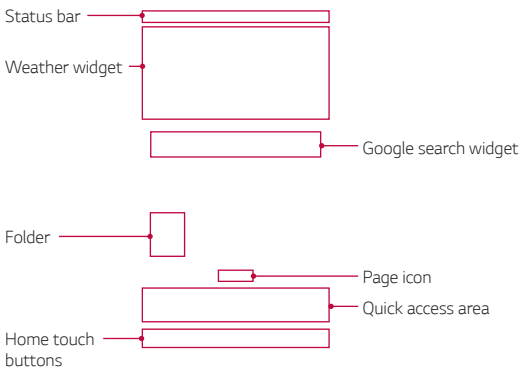 Status bar
Weather widget
Google search widget
Folder
Page icon
Quick access area
Home touch
buttons